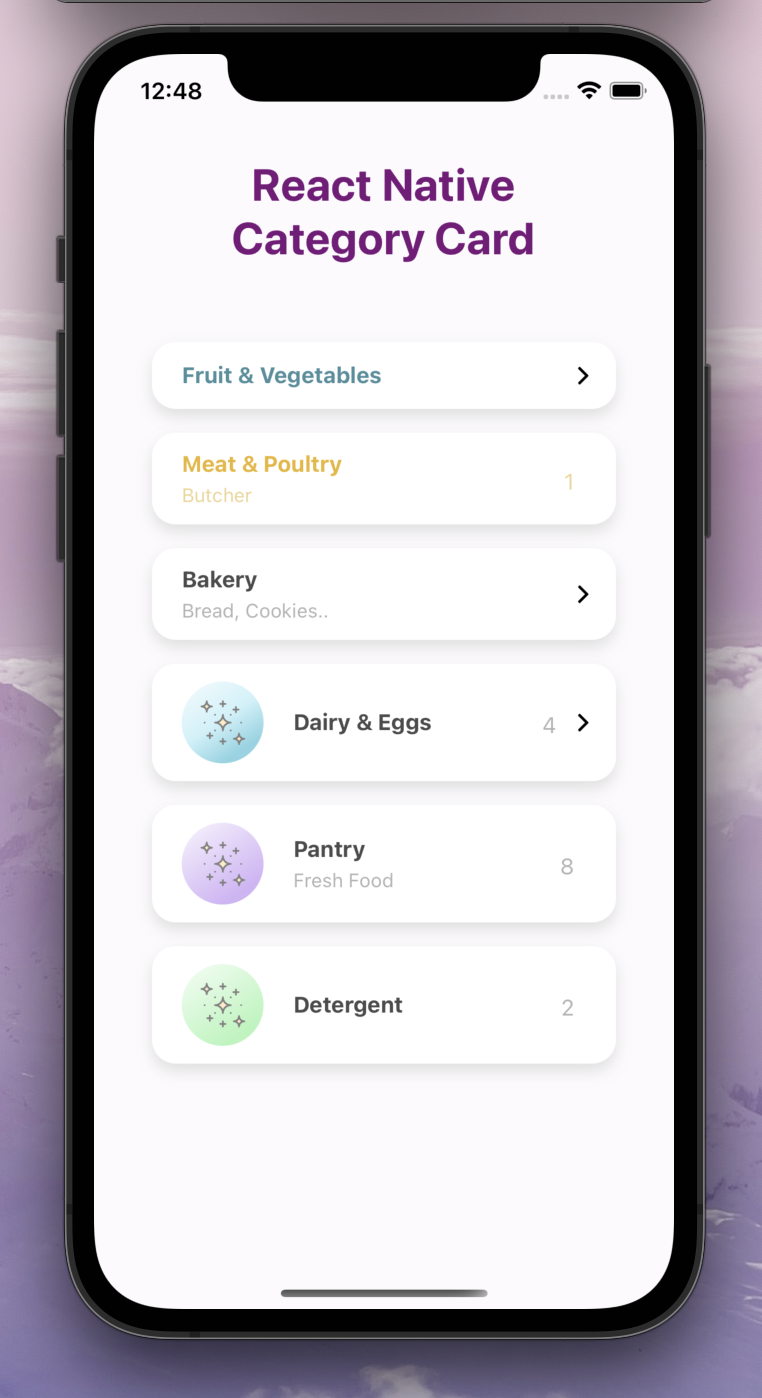 12:48
React Native
Category Card
Fruit & Vegetables
Meat & Poultry
Butcher
1
Bakery
Bread, Cookies..
Dairy & Eggs
4
Pantry
Fresh Food
8
Detergent
2